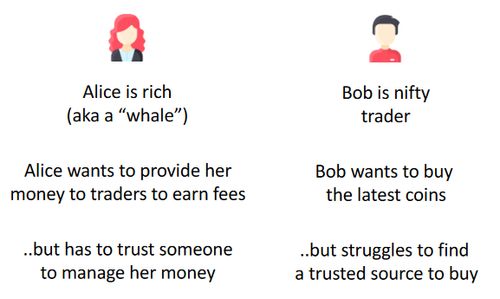 Alice is rich
(aka a “whale”)
Alice wants to provide her
money to traders to earn fees
..but has to trust someone
to manage her money
Bob is nifty
trader
Bob wants to buy
the latest coins
..but struggles to find
a trusted source to buy